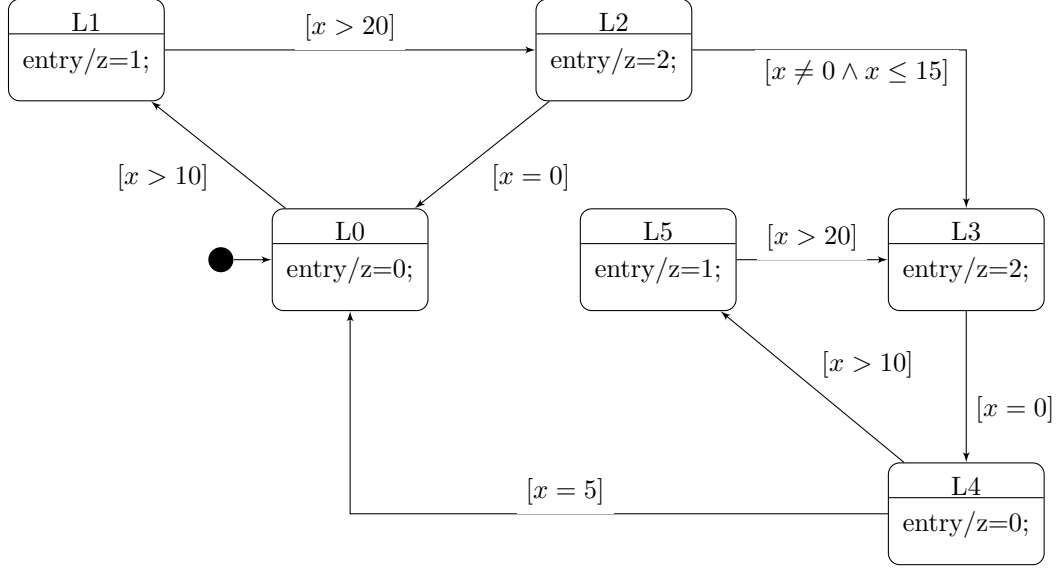 L1
entry/z=1;
[x > 20]
L2
entry/z=2;
[x ≠ 0 ∧ x ≤ 15]
[x > 10]
[x = 0]
L0
entry/z=0;
L5
entry/z=1;
[x > 20]
L3
entry/z=2;
[x > 10]
[x = 0]
[x = 5]
L4
entry/z=0;